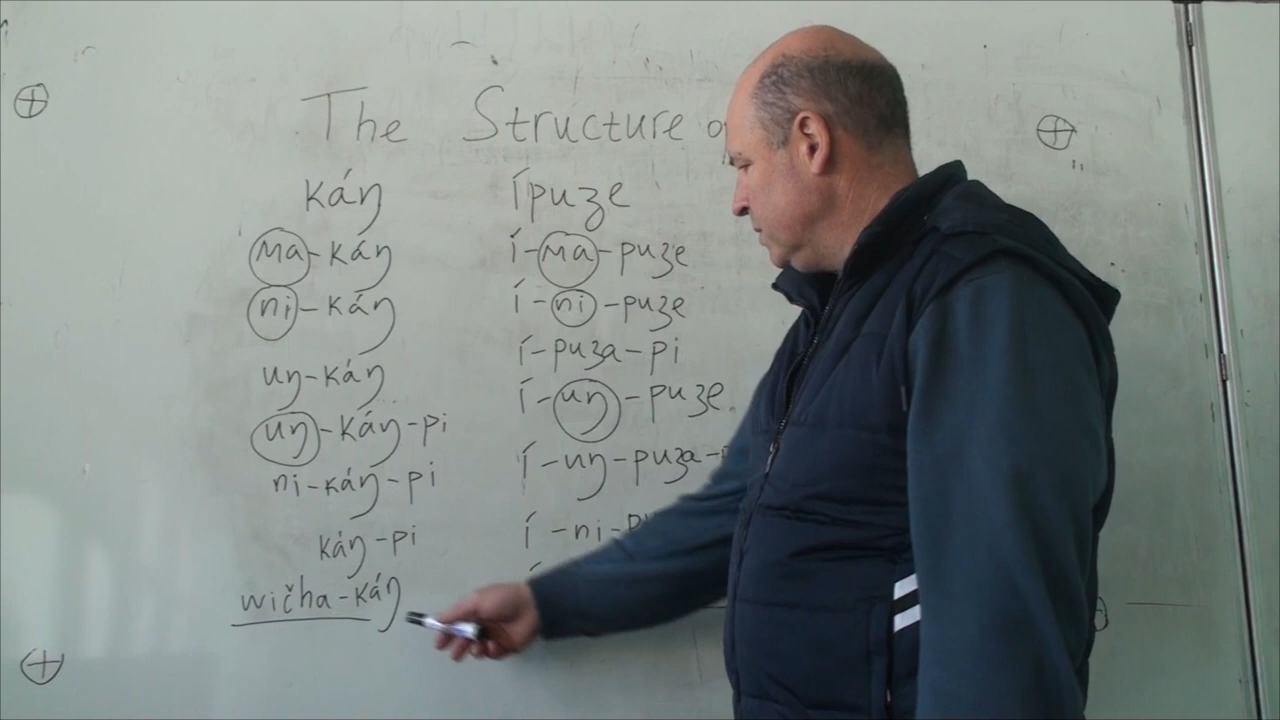 The Structure
káŋ ípuze
ma-káŋ í-ma-puze
ni-káŋ í-ni-puze
uŋ-káŋ í-puza-pi
uŋ-káŋ-pi í-uŋ-puze
ni-káŋ-pi í-uŋ-puza-
káŋ-pi í-ni-
wičha-káŋ